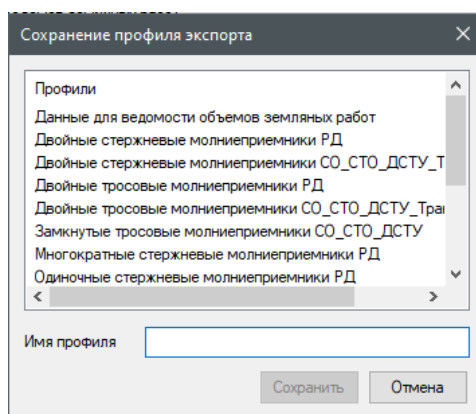 Сохранение профиля экспорта
Профили
Данные для ведомости объемов земляных работ
Двойные стержневые молниеприемники РД
Двойные стержневые молниеприемники СО_СТО_ДСТУ_Т
Двойные тросовые молниеприемники РД
Двойные тросовые молниеприемники СО_СТО_ДСТУ_Тра
Замкнутые тросовые молниеприемники СО_СТО_ДСТУ
Многократные стержневые молниеприемники РД
Одиночные стержневые молниеприемники РД
Имя профиля
Сохранить
Отмена